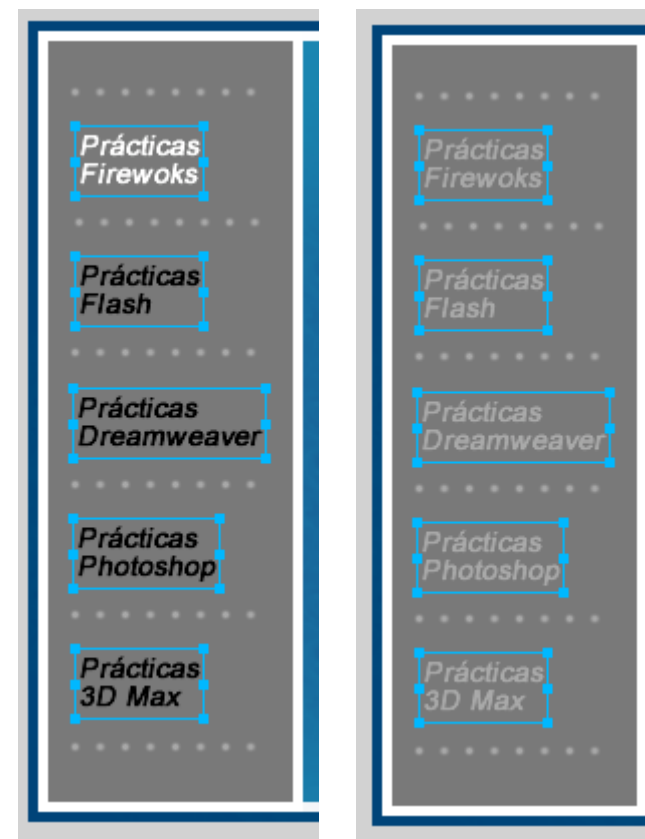 Prácticas
Firewoks
Prácticas
Flash
Prácticas
Dreamweaver
Prácticas
Photoshop
Prácticas
3D Max
Prácticas
Firewoks
Prácticas
Flash
Prácticas
Dreamweaver
Prácticas
Photoshop
Prácticas
3D Max